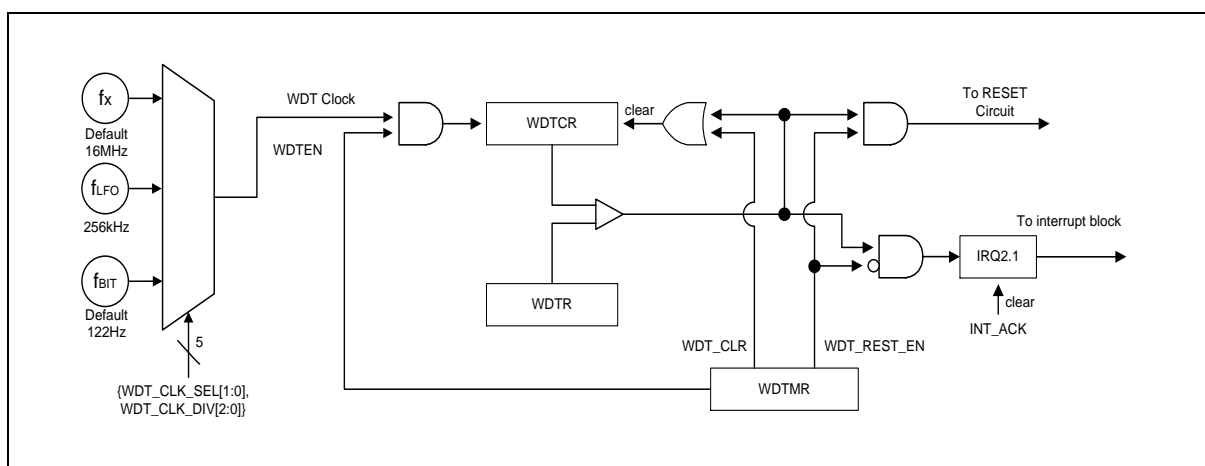 fx
Default
16MHz
fLFO
256kHz
fBIT
Default
122Hz
5
{WDT_CLK_SEL[1:0],
WDT_CLK_DIV[2:0]}
WDT Clock
WDTEN
WDTCR
clear
To RESET
Circuit
WDTR
To interrupt block
IRQ2.1
clear
INT_ACK
WDT_CLR
WDT_REST_EN
WDTMR